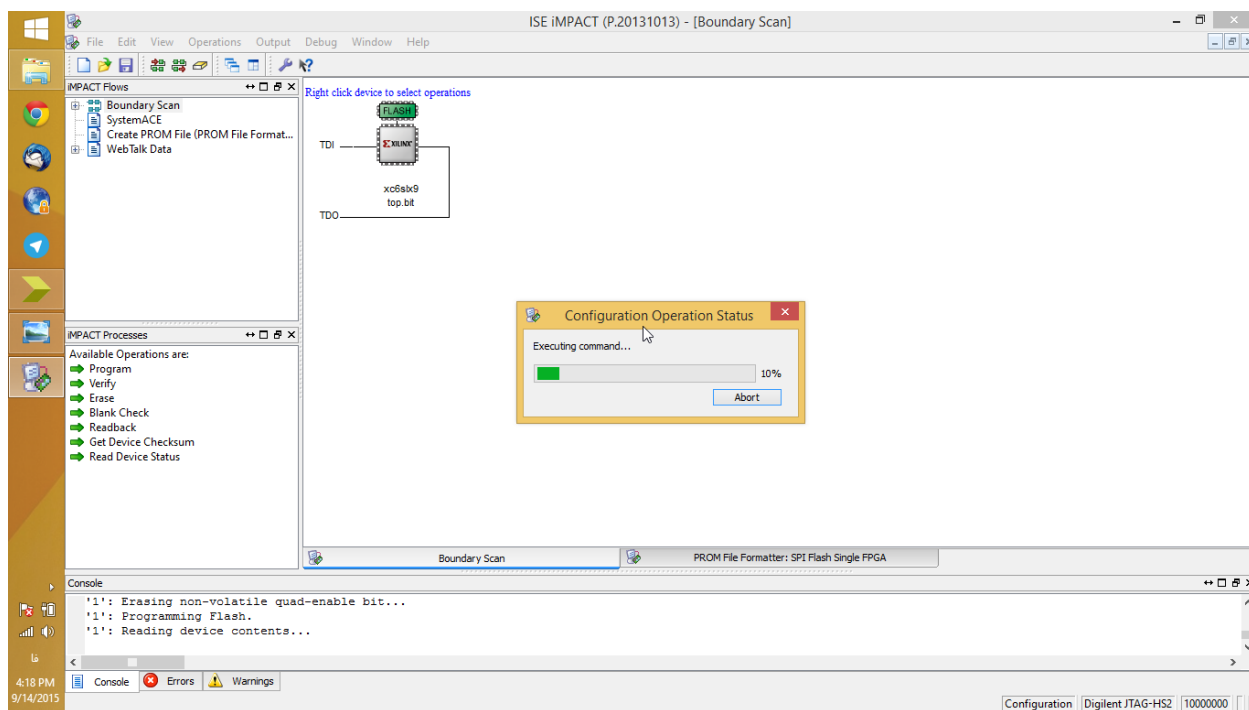 ISE iMPACT (P.20131013) - [Boundary Scan]
File Edit View Operations Output Debug Window Help
iMPACT Flows
Boundary Scan
SystemACE
Create PROM File (PROM File Format...
WebTalk Data
Right click device to select operations
FLASH
TDI
XILINX
xc6slx9
top.bit
TDO
Configuration Operation Status
Executing command...
10%
Abort
iMPACT Processes
Available Operations are:
Program
Verify
Erase
Blank Check
Readback
Get Device Checksum
Read Device Status
Boundary Scan
PROM File Formatter: SPI Flash Single FPGA
Console
'1': Erasing non-volatile quad-enable bit...
'1': Programming Flash.
'1': Reading device contents...
Console Errors Warnings
Configuration Digilent JTAG-HS2 10000000
فا
4:18 PM
9/14/2015